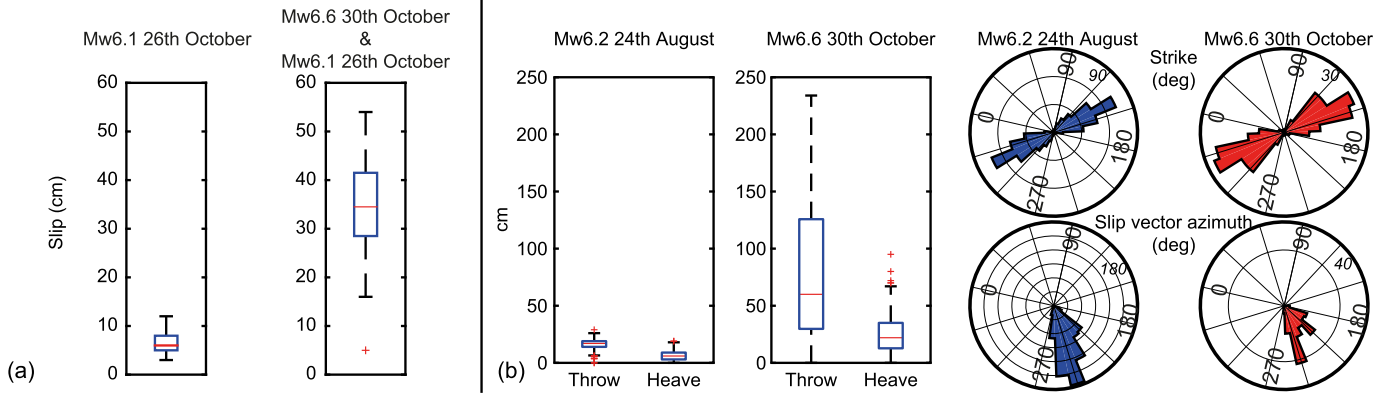 Mw6.1 26th October
Mw6.6 30th October
&
Mw6.1 26th October
Slip (cm)
60
50
40
30
20
10
0
60
50
40
30
20
10
0
(a)
Mw6.2 24th August
Mw6.6 30th October
cm
250
200
150
100
50
0
Throw
Heave
250
200
150
100
50
0
Throw
Heave
(b)
Mw6.2 24th August
Strike
(deg)
Mw6.6 30th October
90
90
0
180
270
90
30
0
180
270
Slip vector azimuth
(deg)
90
180
0
180
270
90
40
0
180
270